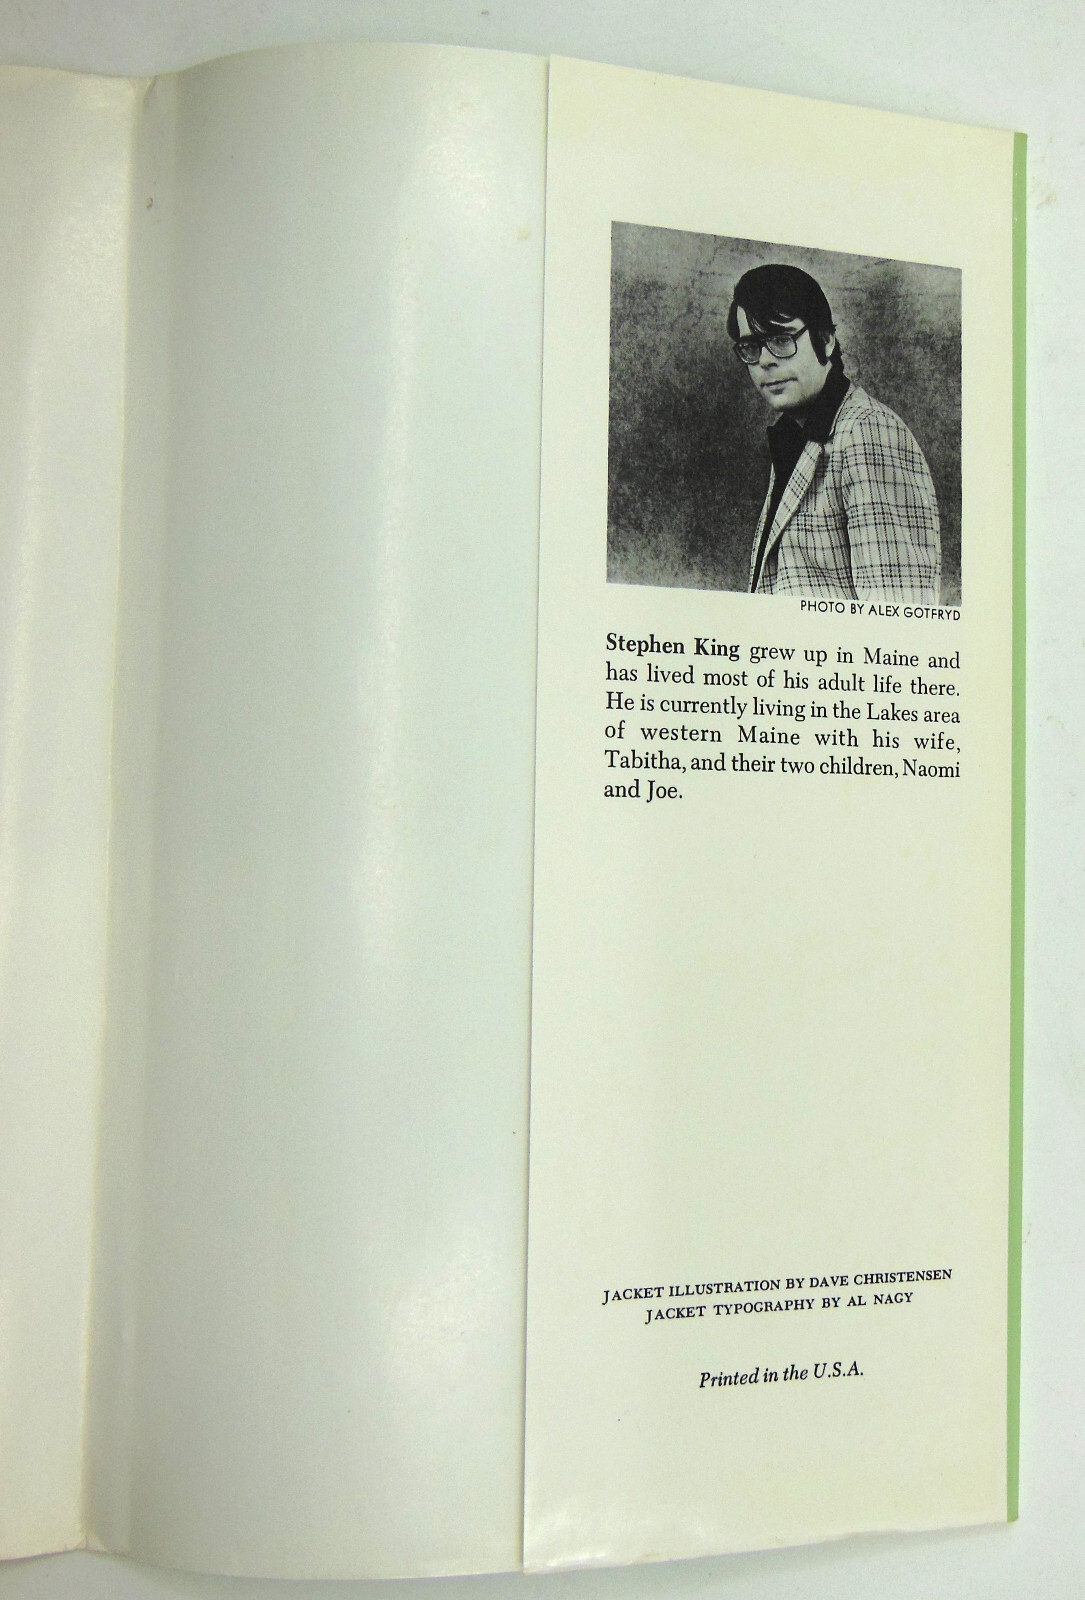 PHOTO BY ALEX GOTFRYD
Stephen King grew up in Maine and
has lived most of his adult life there.
He is currently living in the Lakes area
of western Maine with his wife,
Tabitha, and their two children, Naomi
and Joe.
JACKET ILLUSTRATION BY DAVE CHRISTENSEN
JACKET TYPOGRAPHY BY AL NAGY
Printed in the U.S.A.